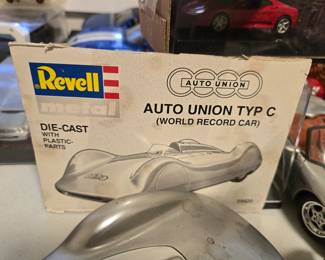 Revell
metal
AUTO UNION
AUTO UNION TYP C
(WORLD RECORD CAR)
DIE-CAST
WITH
PLASTIC-
PARTS